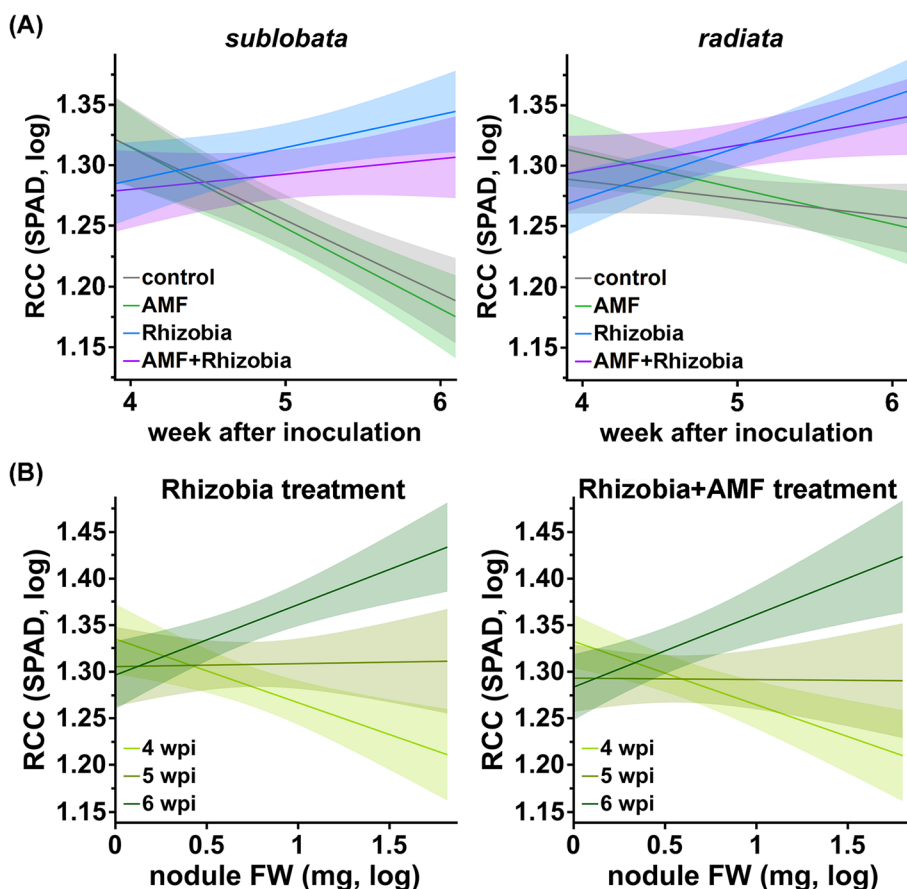 (A)
sublobata
radiata
RCC (SPAD, log)
1.35
1.30
1.25
1.20
1.15
control
AMF
Rhizobia
AMF+Rhizobia
4 5 6
week after inoculation
RCC (SPAD, log)
1.35
1.30
1.25
1.20
1.15
control
AMF
Rhizobia
AMF+Rhizobia
4 5 6
week after inoculation
(B)
Rhizobia treatment
Rhizobia+AMF treatment
RCC (SPAD, log)
1.45
1.40
1.35
1.30
1.25
1.20
1.15
4 wpi
5 wpi
6 wpi
0 0.5 1 1.5
nodule FW (mg, log)
RCC (SPAD, log)
1.45
1.40
1.35
1.30
1.25
1.20
1.15
4 wpi
5 wpi
6 wpi
0 0.5 1 1.5
nodule FW (mg, log)